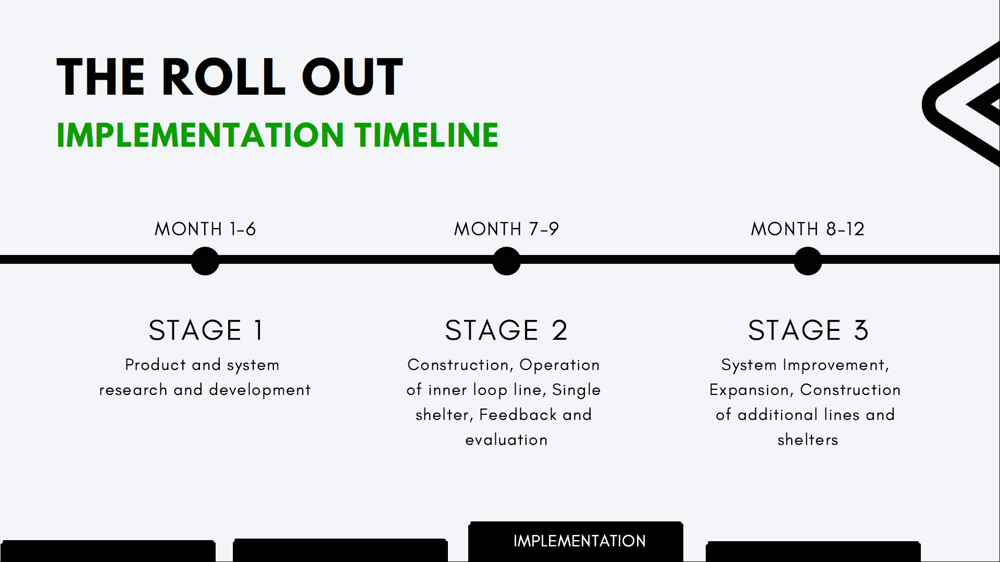 THE ROLL OUT
IMPLEMENTATION TIMELINE
MONTH 1-6
MONTH 7-9
MONTH 8-12
STAGE 1
Product and system
research and development
STAGE 2
Construction, Operation
of inner loop line, Single
shelter, Feedback and
evaluation
STAGE 3
System Improvement,
Expansion, Construction
of additional lines and
shelters
IMPLEMENTATION